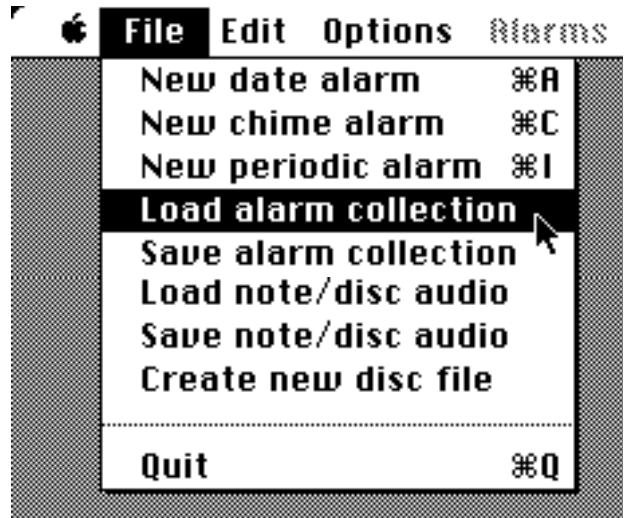 File Edit Options Alarms
New date alarm ⌘A
New chime alarm ⌘C
New periodic alarm ⌘I
Load alarm collection
Save alarm collection
Load note/disc audio
Save note/disc audio
Create new disc file
Quit ⌘Q